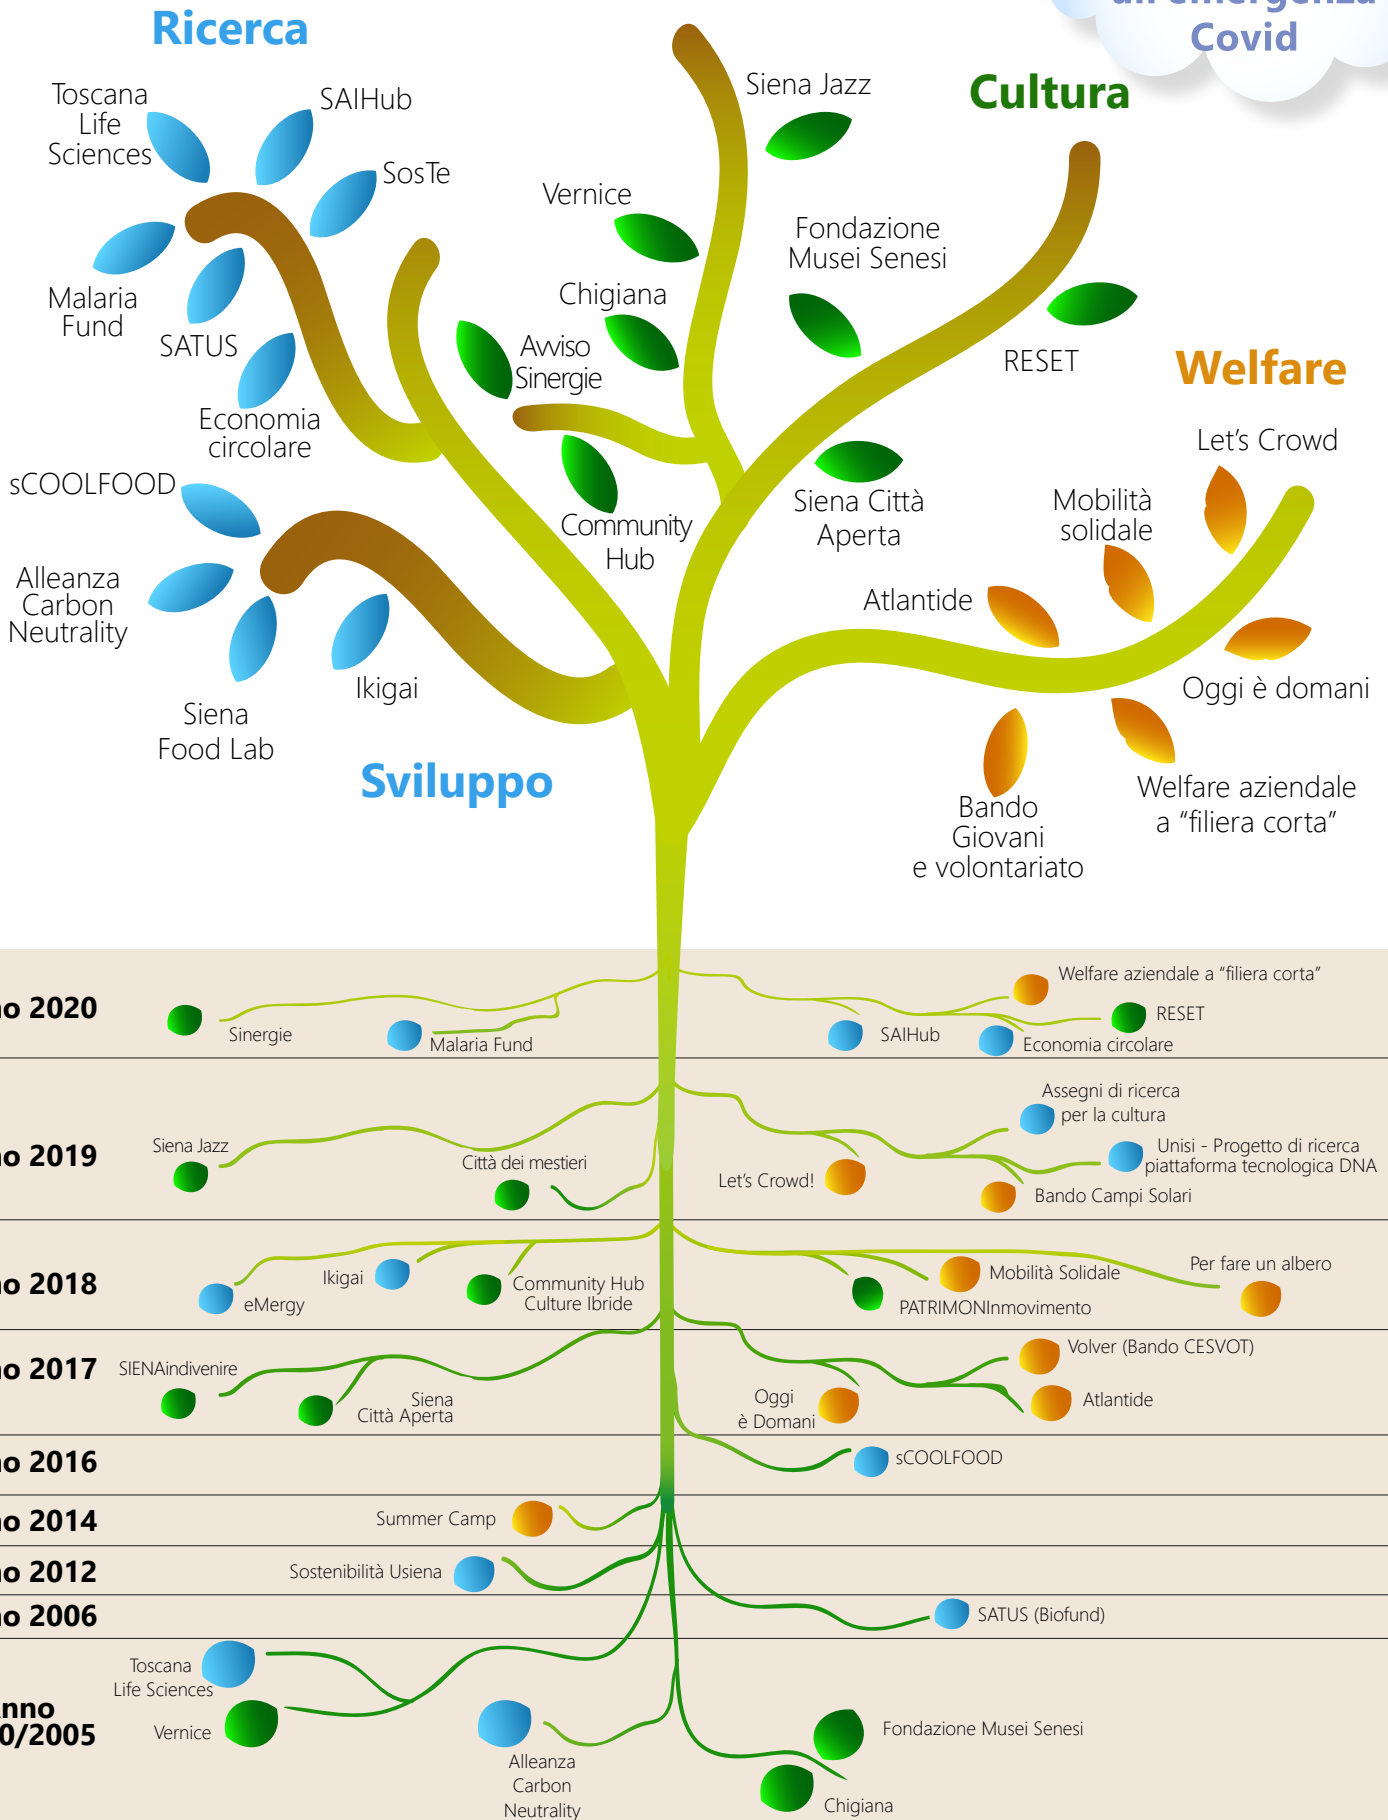 Covid
Ricerca
Toscana
Life
Sciences
SAIHub
SosTe
Malaria
Fund
SATUS
Economia
circolare
sCOOLFOOD
Alleanza
Carbon
Neutrality
Siena
Food Lab
Ikigai
Sviluppo
Siena Jazz
Cultura
Vernice
Fondazione
Musei Senesi
Chigiana
Avviso
Sinergie
RESET
Community
Hub
Siena Città
Aperta
Welfare
Let's Crowd
Mobilità
solidale
Atlantide
Oggi è domani
Welfare aziendale
a “filiera corta”
Bando
Giovani
e volontariato
2020
Sinergie
Malaria Fund
Welfare aziendale a “filiera corta”
RESET
SAIHub
Economia circolare
2019
Siena Jazz
Città dei mestieri
Let's Crowd!
Assegni di ricerca
per la cultura
Unisi - Progetto di ricerca
piattaforma tecnologica DNA
Bando Campi Solari
2018
eMergy
Ikigai
Community Hub
Culture Ibride
PATRIMONInmovimento
Mobilità Solidale
Per fare un albero
2017
SIENAindivenire
Siena
Città Aperta
Oggi
è Domani
Volver (Bando CESVOT)
Atlantide
2016
sCOOLFOOD
2014
Summer Camp
2012
Sostenibilità Usiena
2006
SATUS (Biofund)
nno
0/2005
Toscana
Life Sciences
Vernice
Alleanza
Carbon
Neutrality
Fondazione Musei Senesi
Chigiana